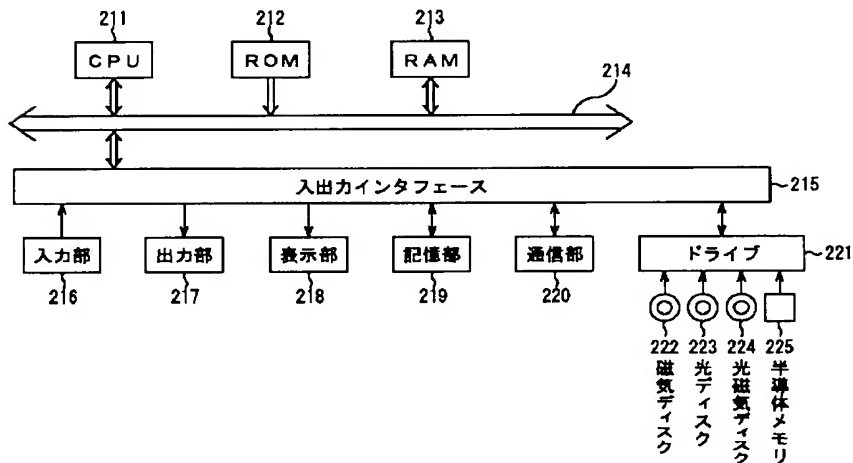 211 212 213
CPU ROM RAM
214
入出力インタフェース 215
入力部 出力部 表示部 記憶部 通信部 ドライブ 221
216 217 218 219 220
222 223 224 225
磁気ディスク
光ディスク
光磁気ディスク
半導体メモリ